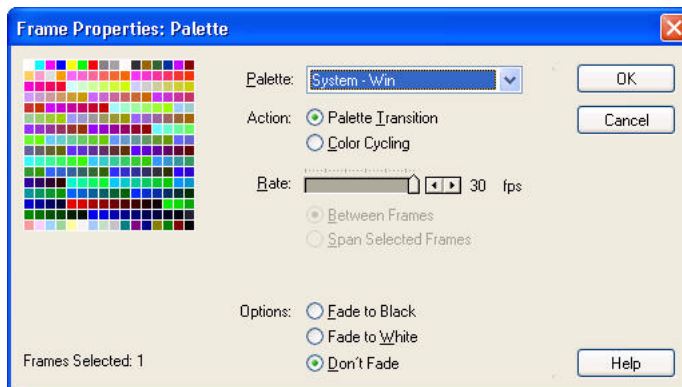 Frame Properties: Palette
Palette: System - Win
OK
Action: Palette Transition
Cancel
Color Cycling
Rate: 30 fps
Between Frames
Span Selected Frames
Options: Fade to Black
Fade to White
Frames Selected: 1
Don't Fade
Help